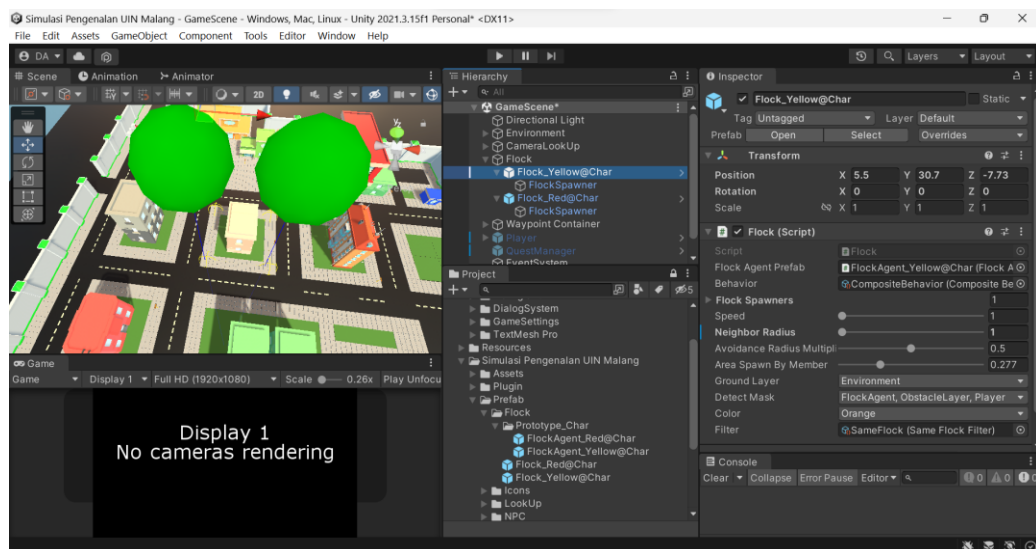 Simulasi Pengenalan UIN Malang - GameScene - Windows, Mac, Linux - Unity 2021.3.15f1 Personal* <DX11>
File Edit Assets GameObject Component Tools Editor Window Help
DA
Layers Layout
Scene Animation Animator
2D
Game
Game Display 1 Full HD (1920x1080) Scale 0.26x Play Unfocu
Display 1
No cameras rendering
Hierarchy
All
GameScene*
Directional Light
Environment
CameraLookUp
Flock
Flock_Yellow@Char
FlockSpawner
Flock_Red@Char
FlockSpawner
Waypoint Container
Player
QuestManager
EventSystem
Project
5
DialogSystem
GameSettings
TextMesh Pro
Resources
Simulasi Pengenalan UIN Malang
Assets
Plugin
Prefab
Flock
Prototype_Char
FlockAgent_Red@Char
FlockAgent_Yellow@Char
Flock_Red@Char
Flock_Yellow@Char
Icons
LookUp
NPC
Inspector
Flock_Yellow@Char Static
Tag Untagged Layer Default
Prefab Open Select Overrides
Transform
Position X 5.5 Y 30.7 Z -7.73
Rotation X 0 Y 0 Z 0
Scale X 1 Y 1 Z 1
Flock (Script)
Script Flock
Flock Agent Prefab FlockAgent_Yellow@Char (Flock A
Behavior CompositeBehavior (Composite Be
Flock Spawners 1
Speed 1
Neighbor Radius 1
Avoidance Radius Multipli 0.5
Area Spawn By Member 0.277
Ground Layer Environment
Detect Mask FlockAgent, ObstacleLayer, Player
Color Orange
Filter SameFlock (Same Flock Filter)
Console
Clear Collapse Error Pause Editor 0 0 0